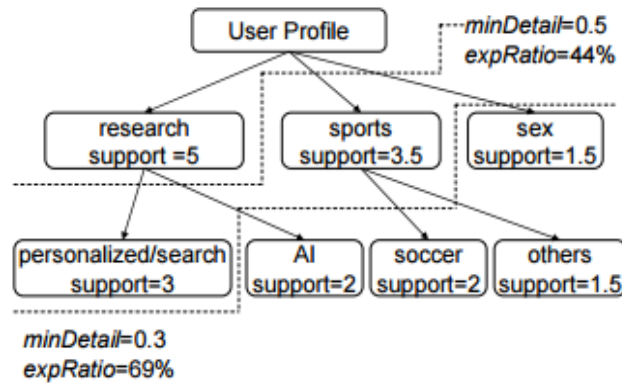 User Profile
minDetail=0.5
expRatio=44%
research
support =5
sports
support=3.5
sex
support=1.5
personalized/search
support=3
AI
support=2
soccer
support=2
others
support=1.5
minDetail=0.3
expRatio=69%